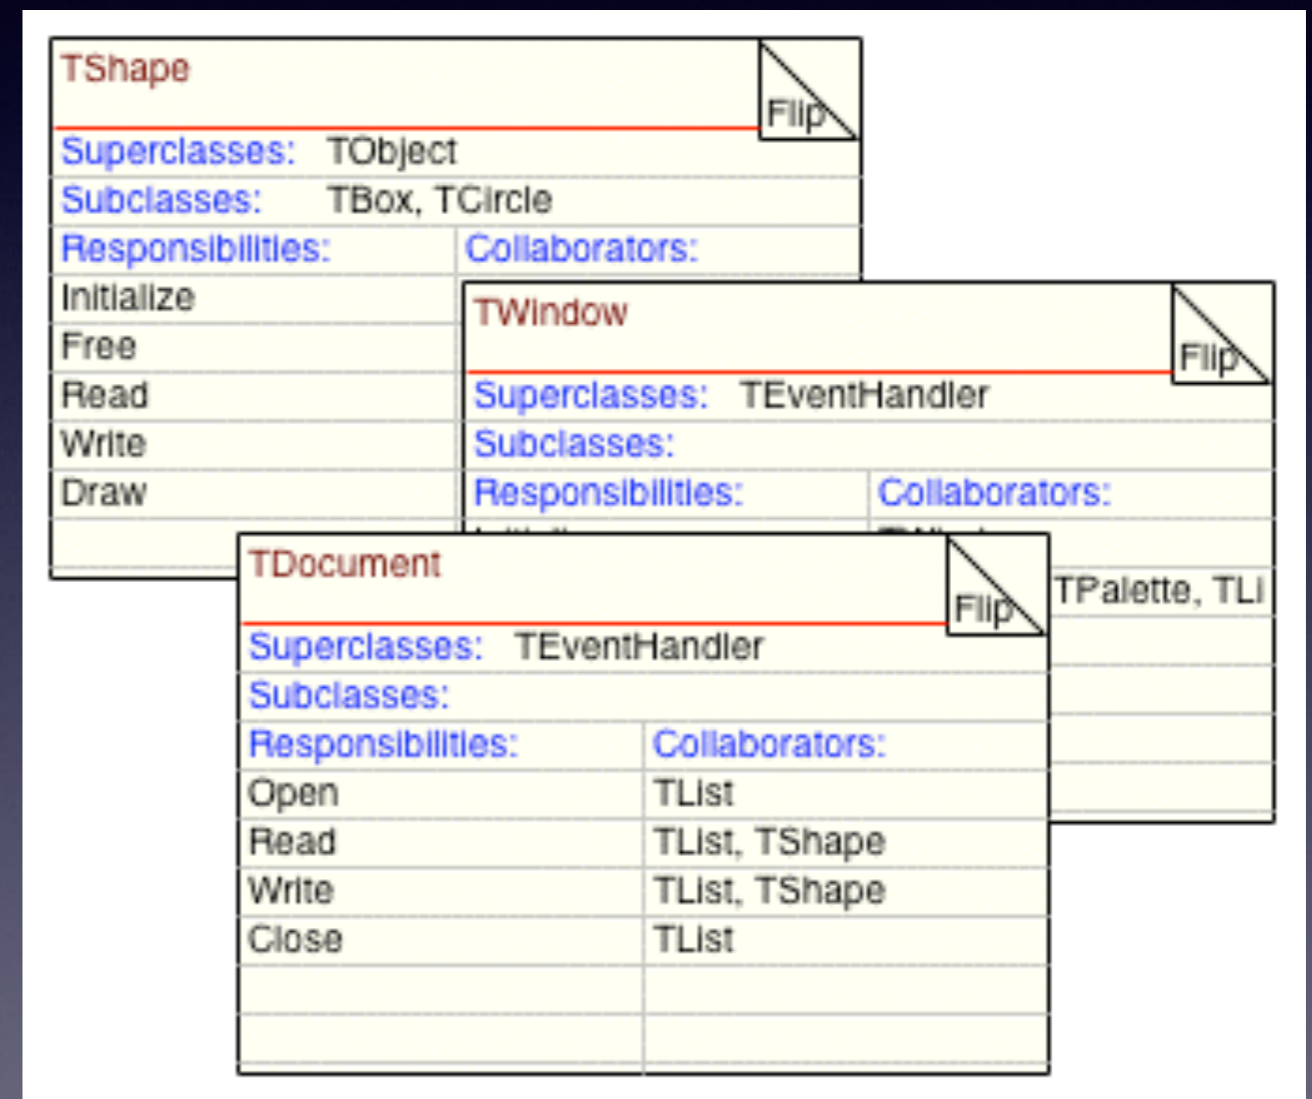 TShape
Flip
Superclasses: TObject
Subclasses: TBox, TCircle
Responsibilities: Collaborators:
Initialize
Free
Read
Write
Draw
TWindow
Flip
Superclasses: TEventHandler
Subclasses:
Responsibilities: Collaborators:
TPalette, TLi
TDocument
Flip
Superclasses: TEventHandler
Subclasses:
Responsibilities: Collaborators:
Open TList
Read TList, TShape
Write TList, TShape
Close TList